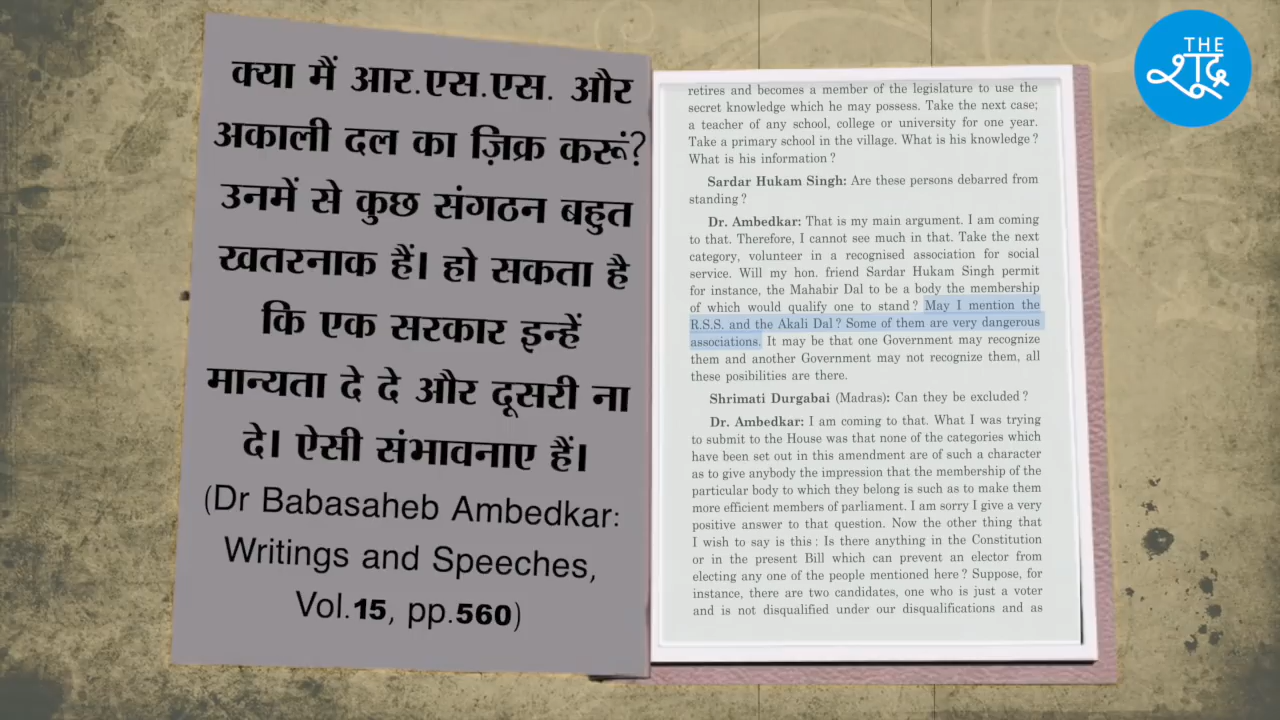 क्या मैं आर.एस.एस. और
अकाली दल का ज़िक्र करूं?
उनमें से कुछ संगठन बहुत
खतरनाक हैं। हो सकता है
कि एक सरकार इन्हें
मान्यता दे दे और दूसरी ना
दे। ऐसी संभावनाए हैं।
(Dr Babasaheb Ambedkar:
Writings and Speeches,
Vol.15, pp.560)
retires and becomes a member of the legislature to use the
secret knowledge which he may possess. Take the next case;
a teacher of any school, college or university for one year.
Take a primary school in the village. What is his knowledge?
What is his information?
Sardar Hukam Singh: Are these persons debarred from
standing?
Dr. Ambedkar: That is my main argument. I am coming
to that. Therefore, I cannot see much in that. Take the next
category, volunteer in a recognised association for social
service. Will my hon. friend Sardar Hukam Singh permit
for instance, the Mahabir Dal to be a body the membership
of which would qualify one to stand? May I mention the
R.S.S. and the Akali Dal? Some of them are very dangerous
associations. It may be that one Government may recognize
them and another Government may not recognize them, all
these posibilities are there.
Shrimati Durgabai (Madras): Can they be excluded?
Dr. Ambedkar: I am coming to that. What I was trying
to submit to the House was that none of the categories which
have been set out in this amendment are of such a character
as to give anybody the impression that the membership of the
particular body to which they belong is such as to make them
more efficient members of parliament. I am sorry I give a very
positive answer to that question. Now the other thing that
I wish to say is this: Is there anything in the Constitution
or in the present Bill which can prevent an elector from
electing any one of the people mentioned here? Suppose, for
instance, there are two candidates, one who is just a voter
and is not disqualified under our disqualifications and as
THE
शूद्र